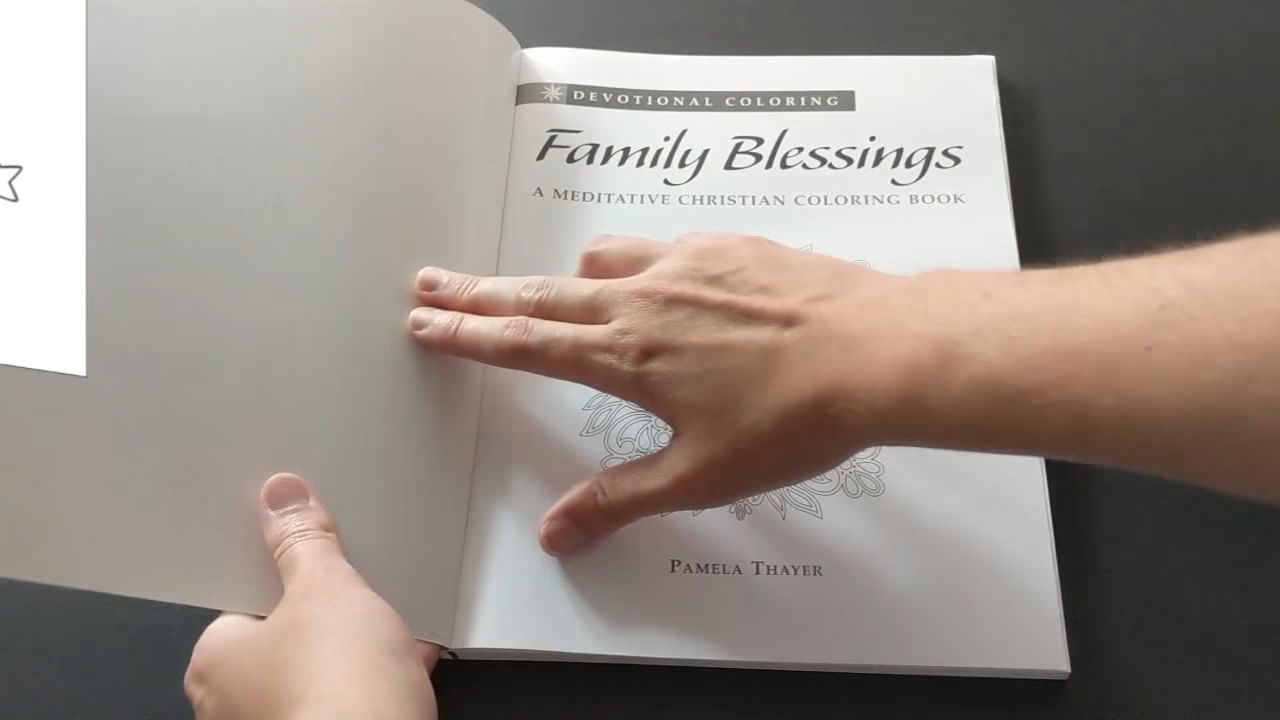 DEVOTIONAL COLORING
Family Blessings
A MEDITATIVE CHRISTIAN COLORING BOOK
PAMELA THAYER